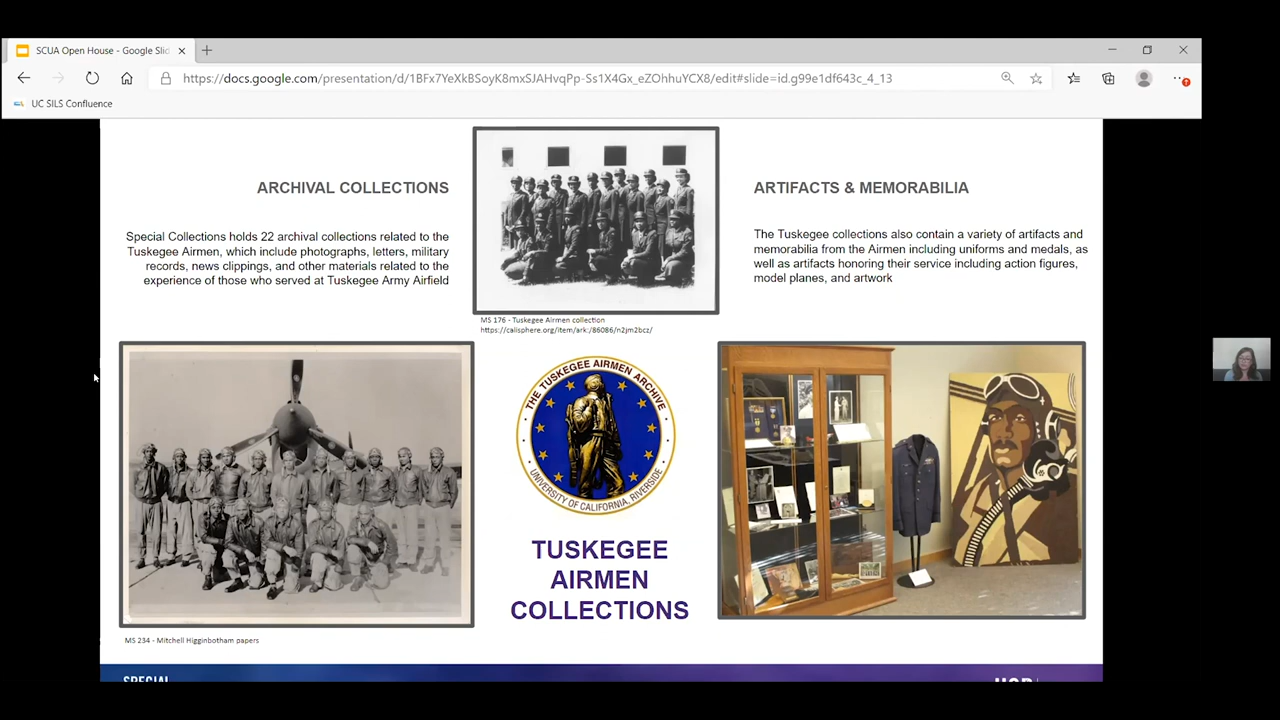 SCUA Open House - Google Slid
https://docs.google.com/presentation/d/1BFx7YeXkBSoyK8mxSJAHvqPp-Ss1X4Gx_eZOhhuYCX8/edit#slide=id.g99e1df643c_4_13
UC SILS Confluence
ARCHIVAL COLLECTIONS
Special Collections holds 22 archival collections related to the
Tuskegee Airmen, which include photographs, letters, military
records, news clippings, and other materials related to the
experience of those who served at Tuskegee Army Airfield
MS 176 - Tuskegee Airmen collection
https://calisphere.org/item/ark:/86086/n2jm2bcz/
ARTIFACTS & MEMORABILIA
The Tuskegee collections also contain a variety of artifacts and
memorabilia from the Airmen including uniforms and medals, as
well as artifacts honoring their service including action figures,
model planes, and artwork
MS 234 - Mitchell Higginbotham papers
THE TUSKEGEE AIRMEN ARCHIVE
UNIVERSITY OF CALIFORNIA, RIVERSIDE
TUSKEGEE
AIRMEN
COLLECTIONS
SPECIAL
UCR